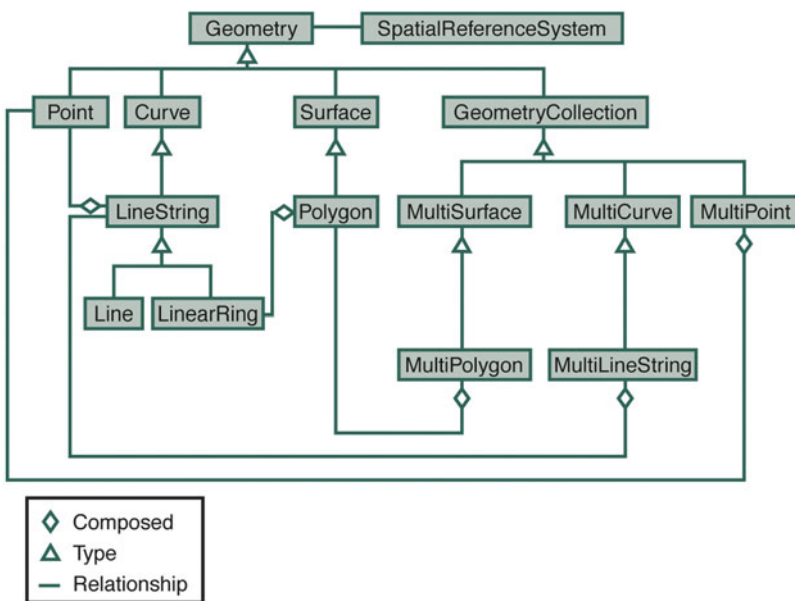 Geometry SpatialReferenceSystem
Point Curve Surface GeometryCollection
LineString Polygon MultiSurface MultiCurve MultiPoint
Line LinearRing
MultiPolygon MultiLineString
Composed
Type
Relationship